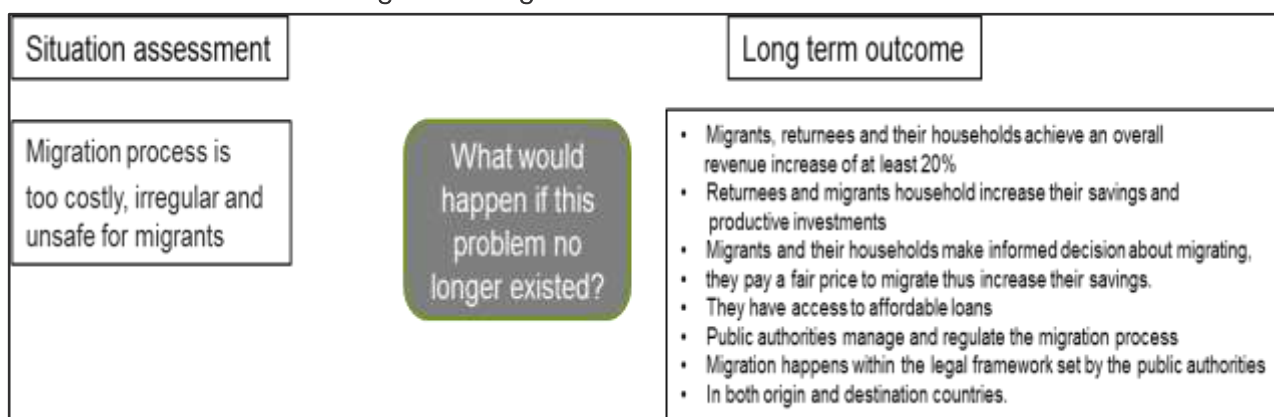 Situation assessment
Long term outcome
Migration process is
too costly, irregular and
unsafe for migrants
What would
happen if this
problem no
longer existed?
• Migrants, returnees and their households achieve an overall
revenue increase of at least 20%
• Returnees and migrants household increase their savings and
productive investments
• Migrants and their households make informed decision about migrating,
• they pay a fair price to migrate thus increase their savings.
• They have access to affordable loans
• Public authorities manage and regulate the migration process
• Migration happens within the legal framework set by the public authorities
• In both origin and destination countries.